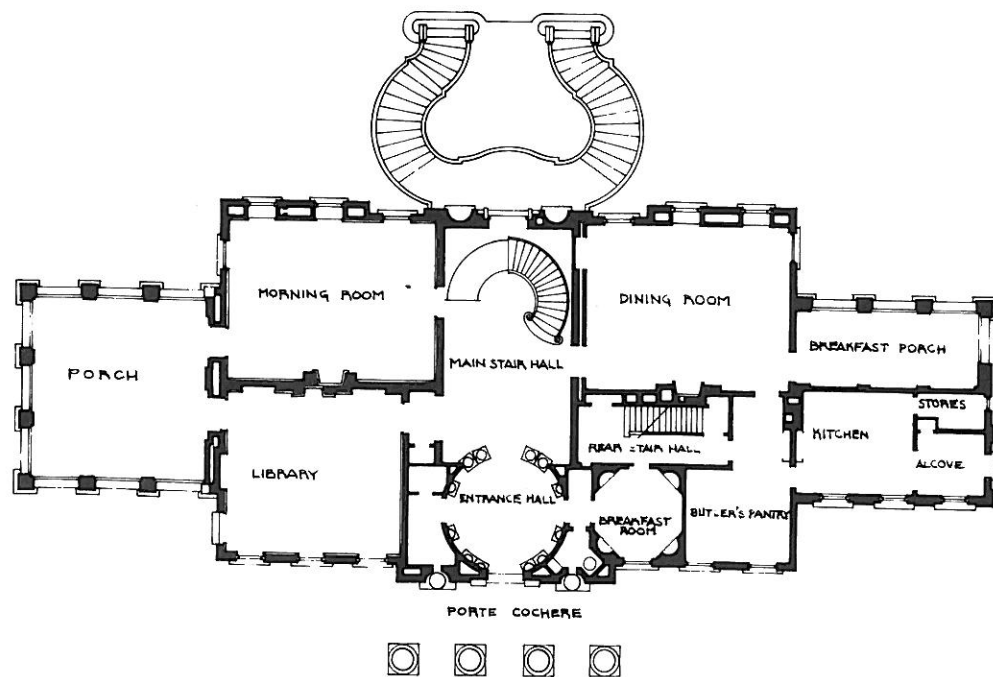 MORNING ROOM
DINING ROOM
BREAKFAST PORCH
PORCH
MAIN STAIR HALL
STORES
KITCHEN
REAR STAIR HALL
ALCOVE
LIBRARY
ENTRANCE HALL
BREAKFAST
ROOM
BUTLER'S PANTRY
PORTE COCHERE